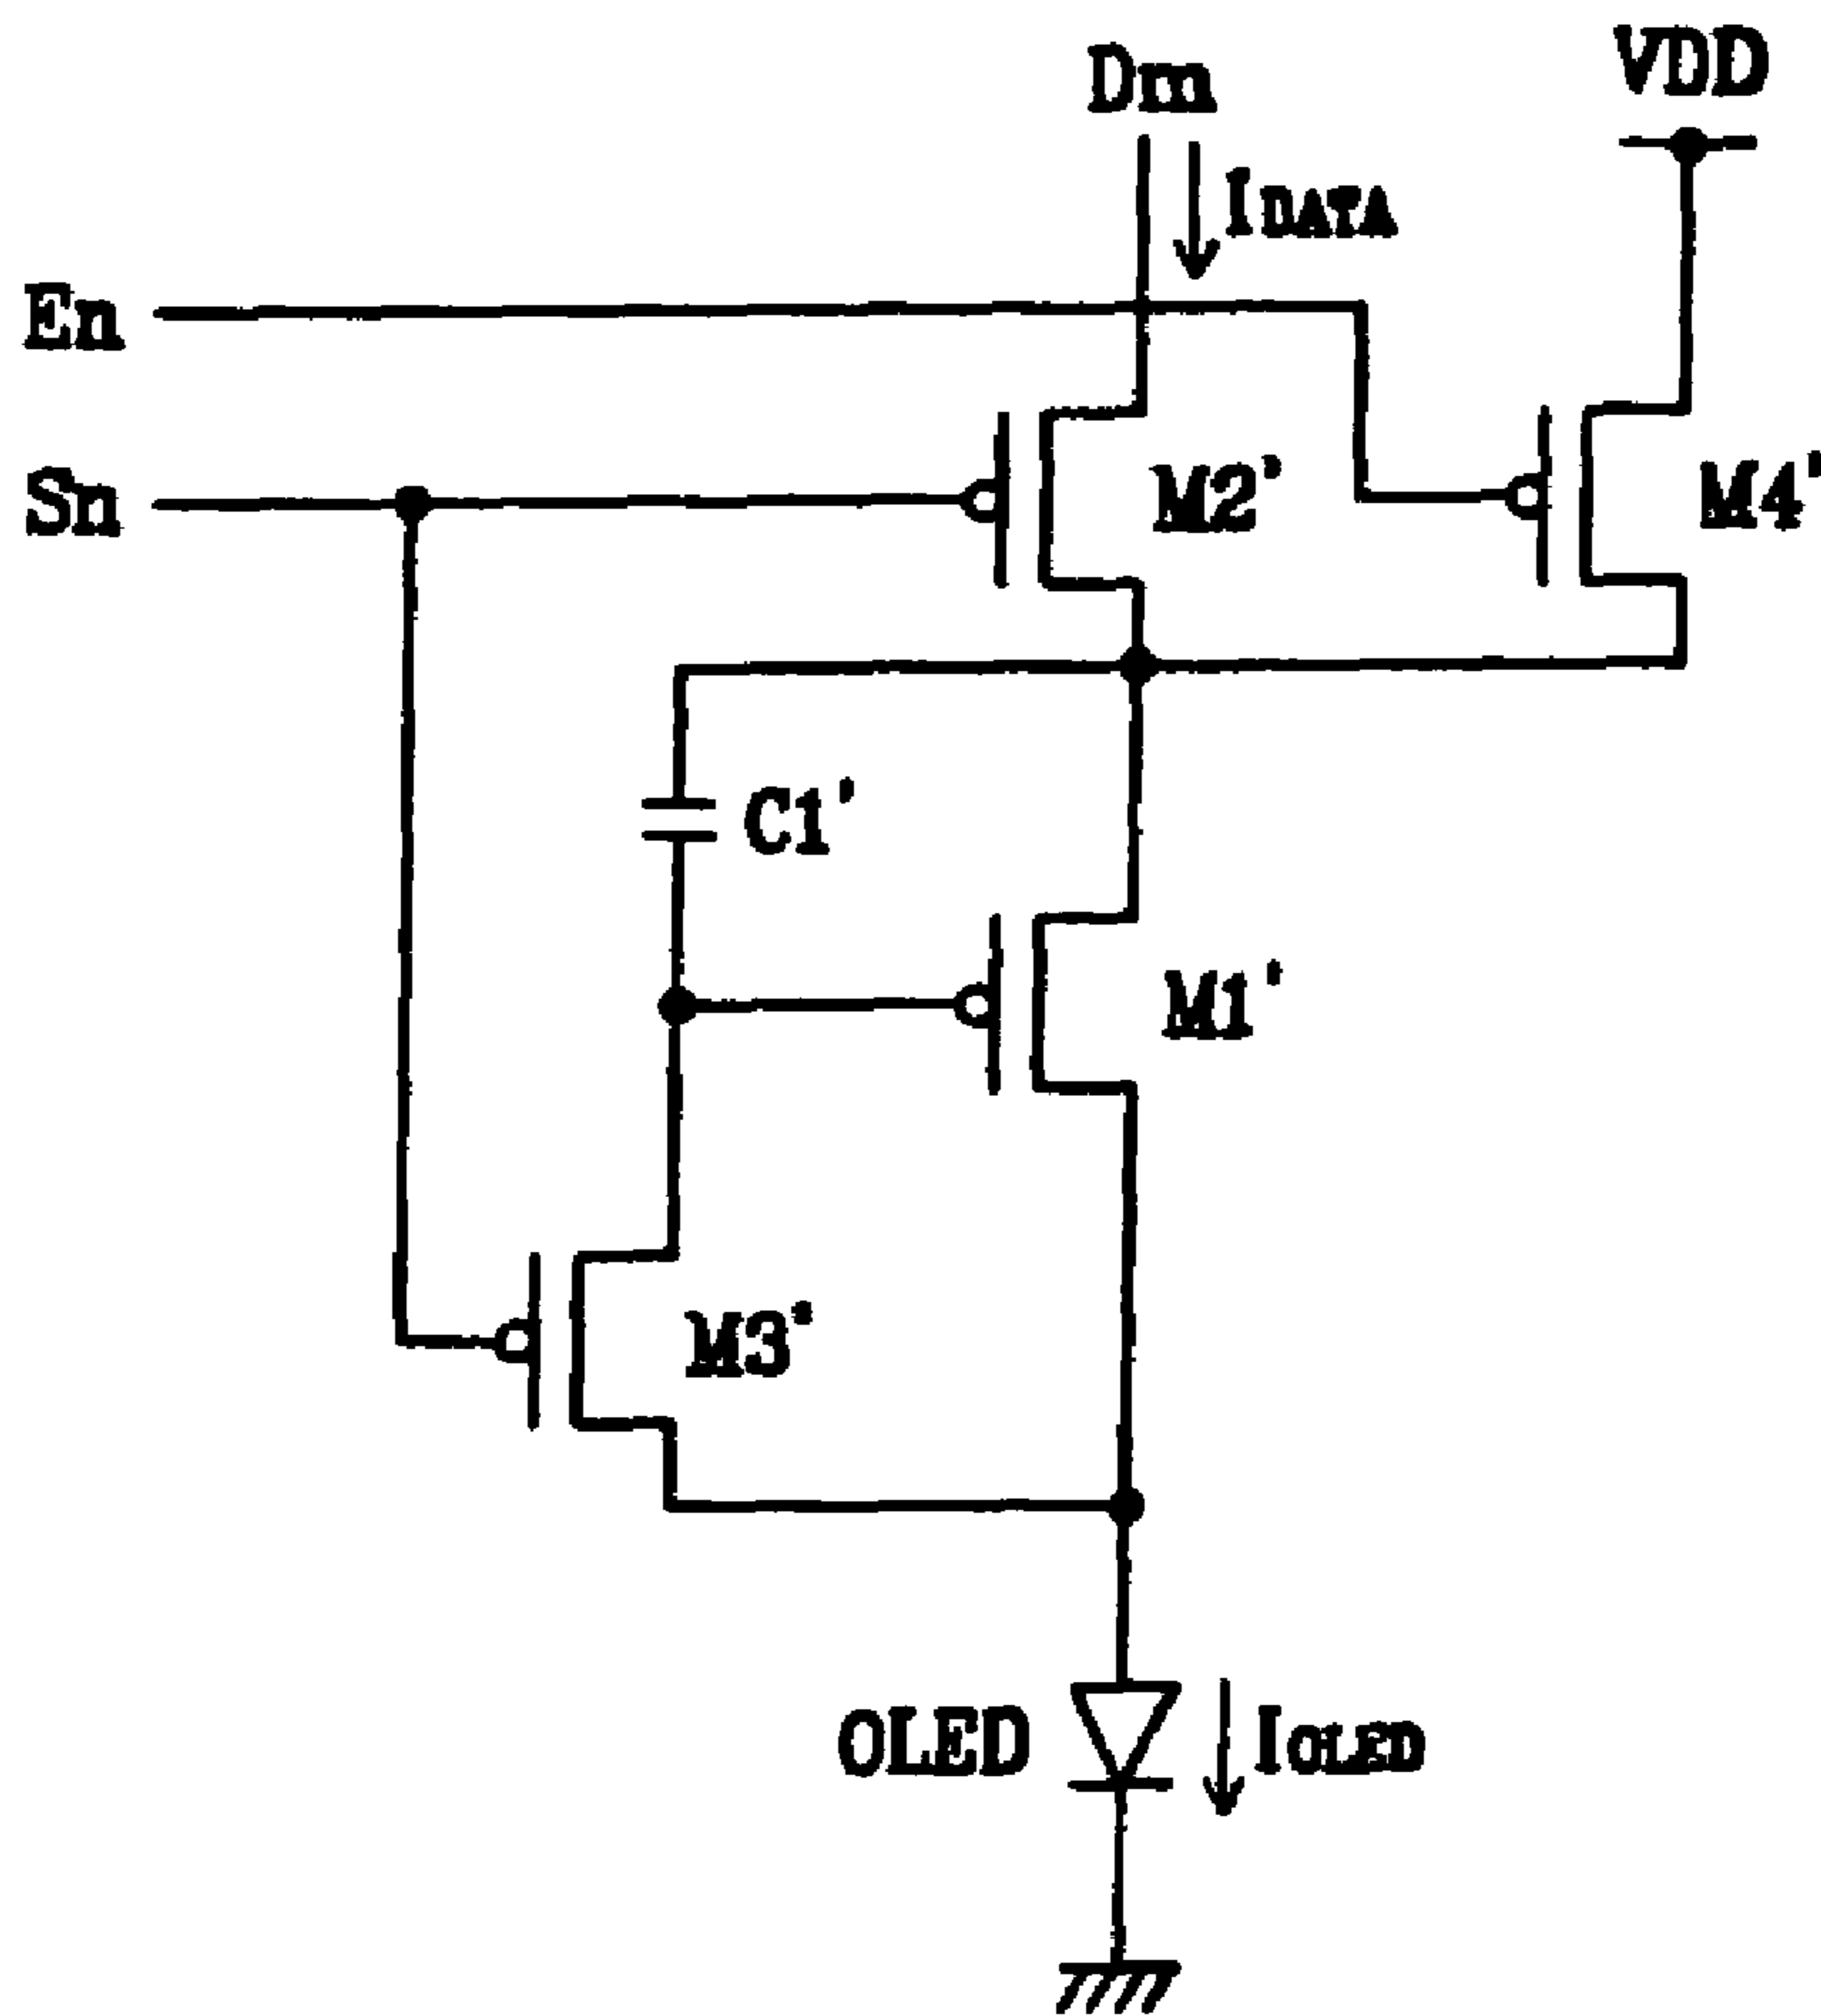 Dm
VDD
IDATA
En
Sn
M2'
M4'
C1'
M1'
M3'
OLED
IOLED